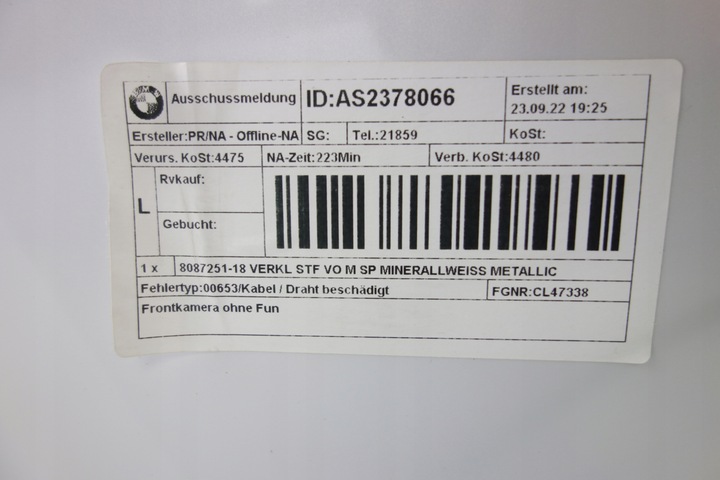 BMW
Ausschussmeldung
ID:AS2378066
Erstellt am:
23.09.22 19:25
Ersteller:PR/NA - Offline-NA SG: Tel.:21859 KoSt:
Verurs. KoSt:4475 NA-Zeit:223Min Verb. KoSt:4480
L
Rvkauf:
Gebucht:
1 x 8087251-18 VERKL STF VO M SP MINERALLWEISS METALLIC
Fehlertyp:00653/Kabel / Draht beschädigt FGNR:CL47338
Frontkamera ohne Fun